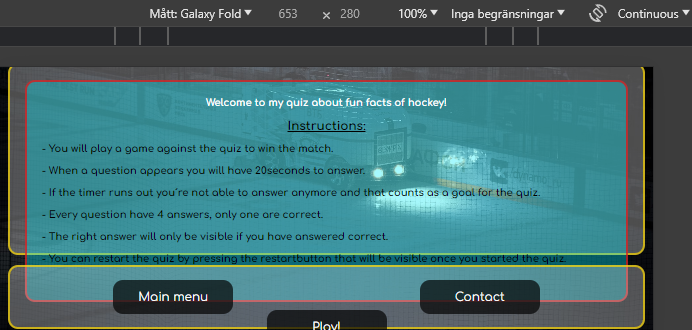 Mått: Galaxy Fold 653 × 280 100% Inga begränsningar Continuous
Welcome to my quiz about fun facts of hockey!
Instructions:
- You will play a game against the quiz to win the match.
- When a question appears you will have 20seconds to answer.
- If the timer runs out you're not able to answer anymore and that counts as a goal for the quiz.
- Every question have 4 answers, only one are correct.
- The right answer will only be visible if you have answered correct.
- You can restart the quiz by pressing the restartbutton that will be visible once you started the quiz.
Main menu Contact
Play!